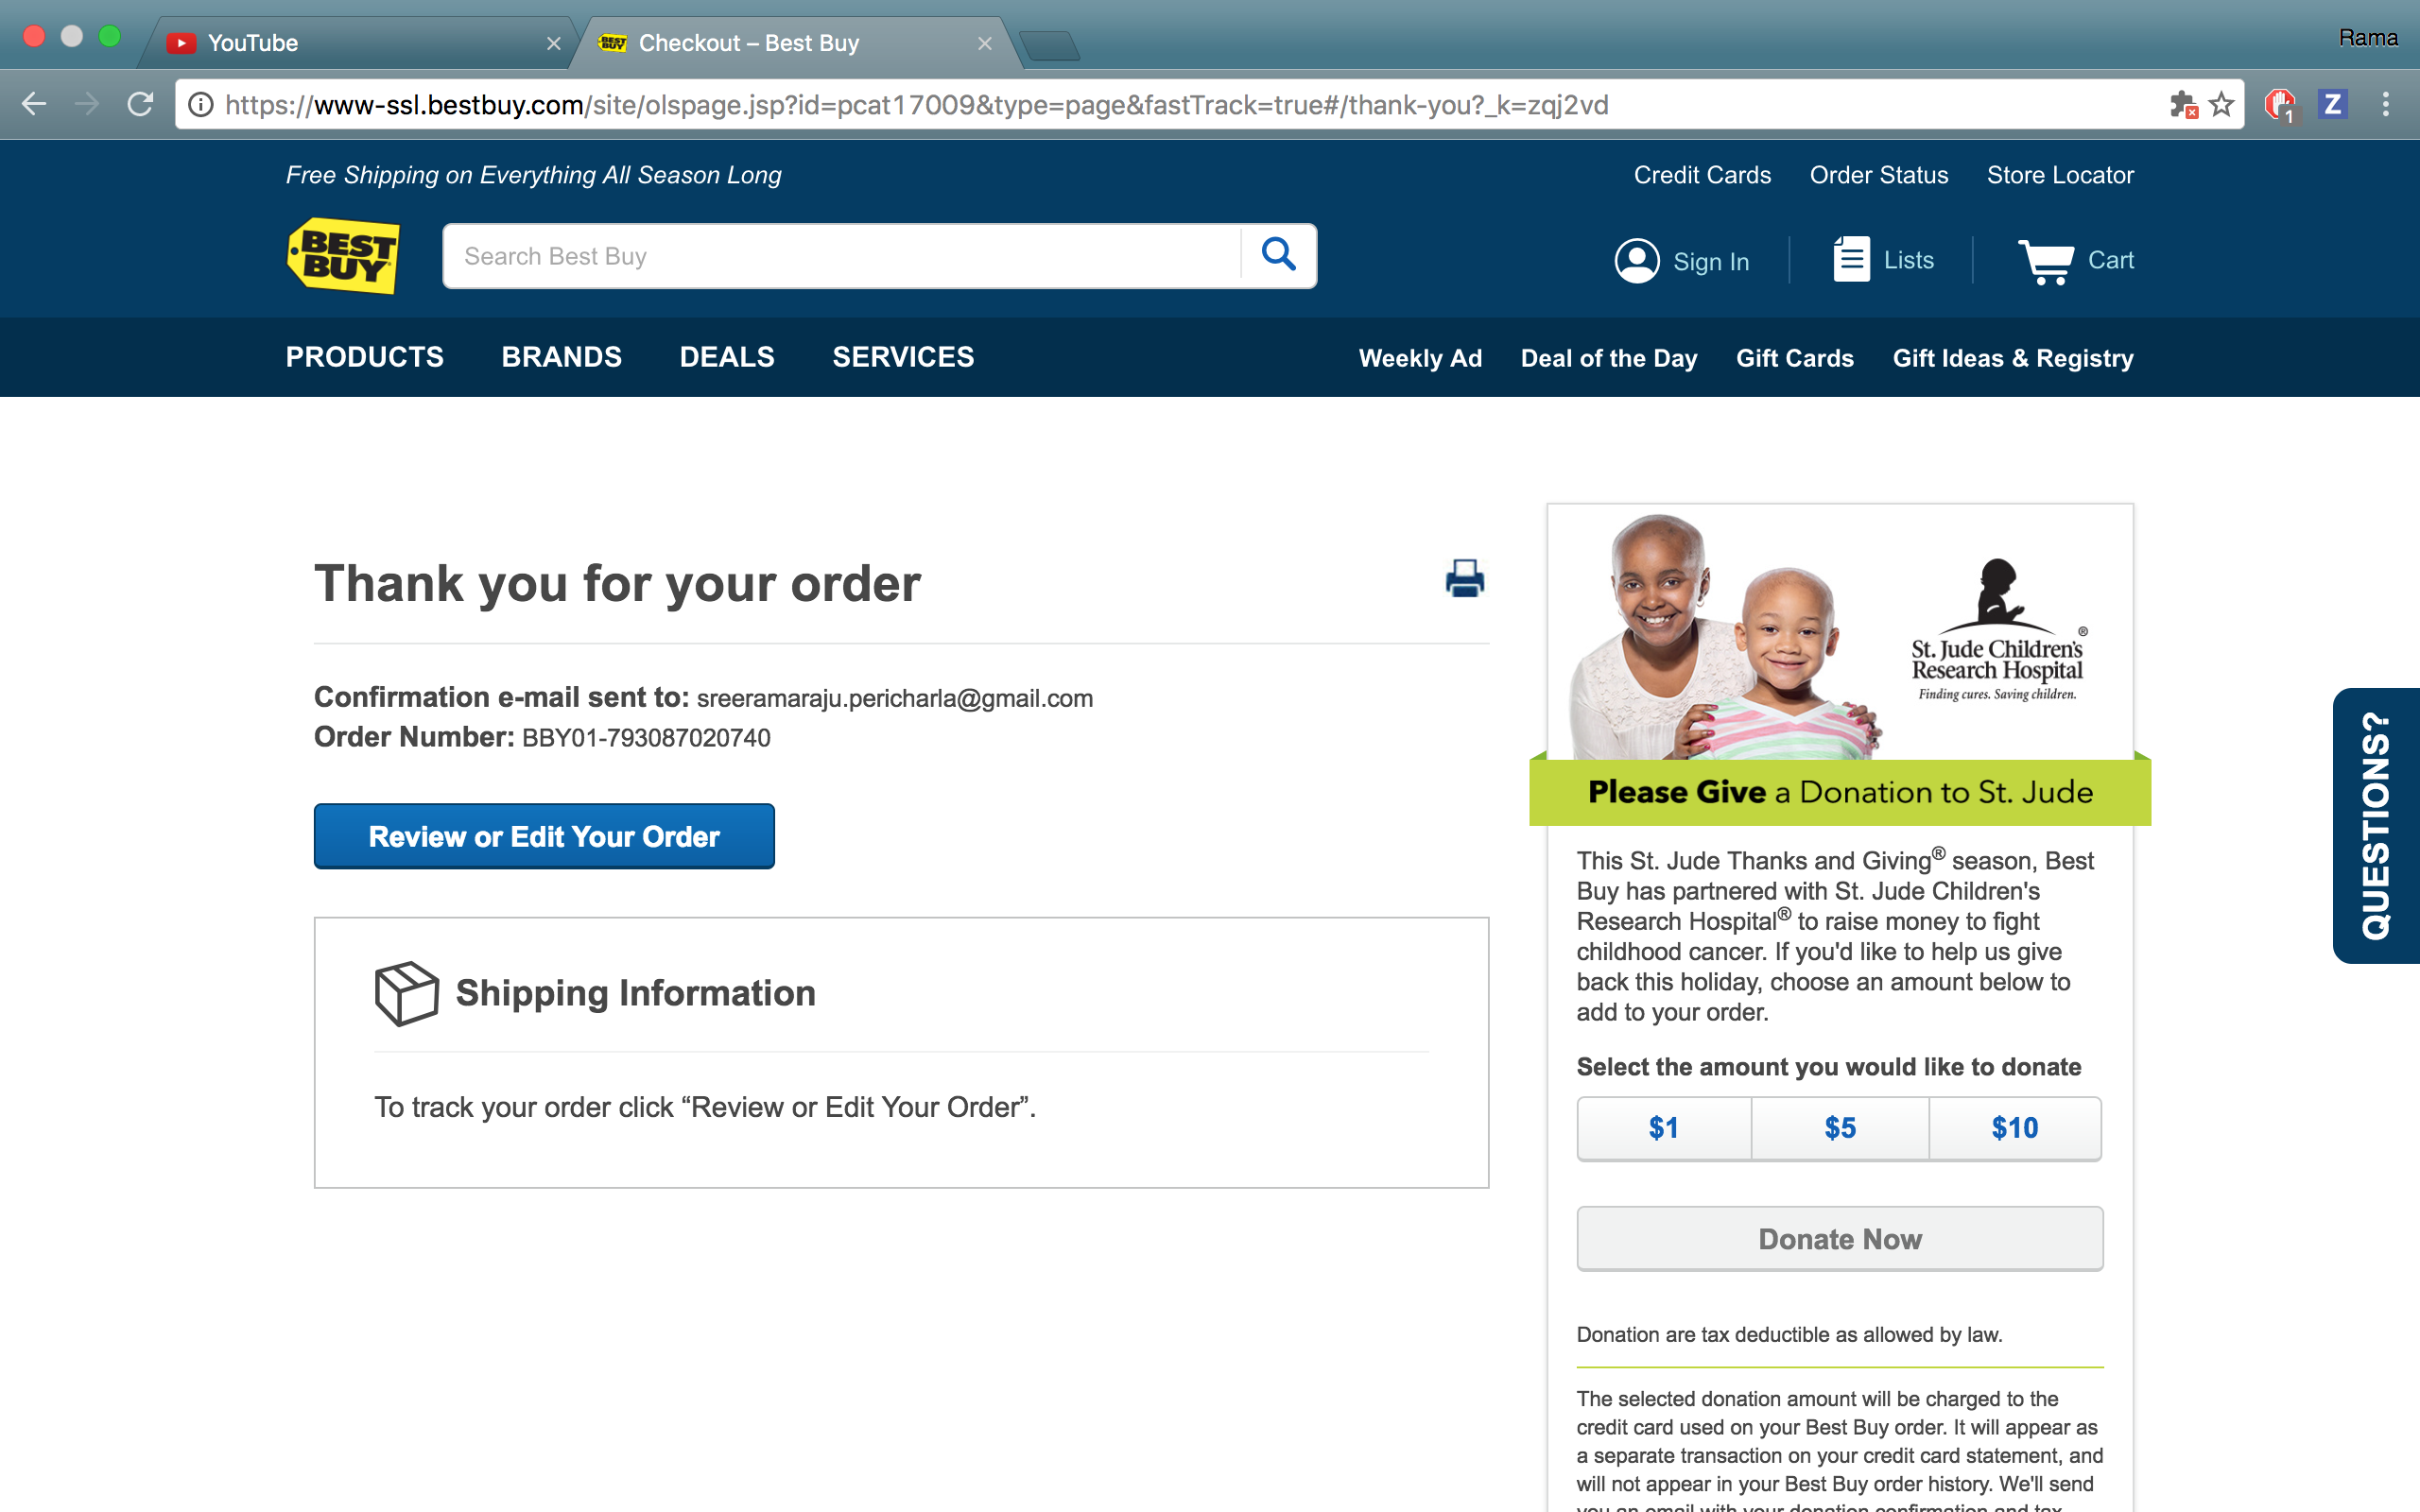 YouTube
Checkout – Best Buy
Rama
https://www-ssl.bestbuy.com/site/olspage.jsp?id=pcat17009&type=page&fastTrack=true#/thank-you?_k=zqj2vd
1
Z
Free Shipping on Everything All Season Long
Credit Cards
Order Status
Store Locator
BEST
BUY
Search Best Buy
Sign In
Lists
Cart
PRODUCTS
BRANDS
DEALS
SERVICES
Weekly Ad
Deal of the Day
Gift Cards
Gift Ideas & Registry
Thank you for your order
Confirmation e-mail sent to: sreeramaraju.pericharla@gmail.com
Order Number: BBY01-793087020740
Review or Edit Your Order
Shipping Information
To track your order click “Review or Edit Your Order”.
St. Jude Children's ®
Research Hospital
Finding cures. Saving children.
Please Give a Donation to St. Jude
This St. Jude Thanks and Giving® season, Best
Buy has partnered with St. Jude Children's
Research Hospital® to raise money to fight
childhood cancer. If you'd like to help us give
back this holiday, choose an amount below to
add to your order.
Select the amount you would like to donate
$1
$5
$10
Donate Now
Donation are tax deductible as allowed by law.
The selected donation amount will be charged to the
credit card used on your Best Buy order. It will appear as
a separate transaction on your credit card statement, and
will not appear in your Best Buy order history. We'll send
you an email with your donation confirmation and tax
QUESTIONS?